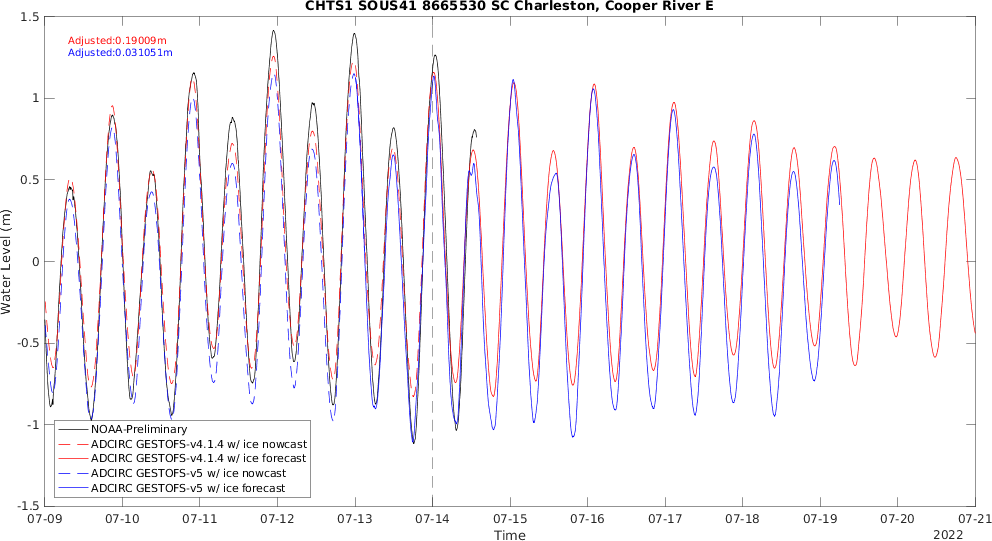 CHTS1 SOUS41 8665530 SC Charleston, Cooper River E
Adjusted:0.19009m
Adjusted:0.031051m
Water Level (m)
1.5
1
0.5
0
-0.5
-1
-1.5
NOAA-Preliminary
ADCIRC GESTOFS-v4.1.4 w/ ice nowcast
ADCIRC GESTOFS-v4.1.4 w/ ice forecast
ADCIRC GESTOFS-v5 w/ ice nowcast
ADCIRC GESTOFS-v5 w/ ice forecast
07-09 07-10 07-11 07-12 07-13 07-14 07-15 07-16 07-17 07-18 07-19 07-20 07-21
Time
2022